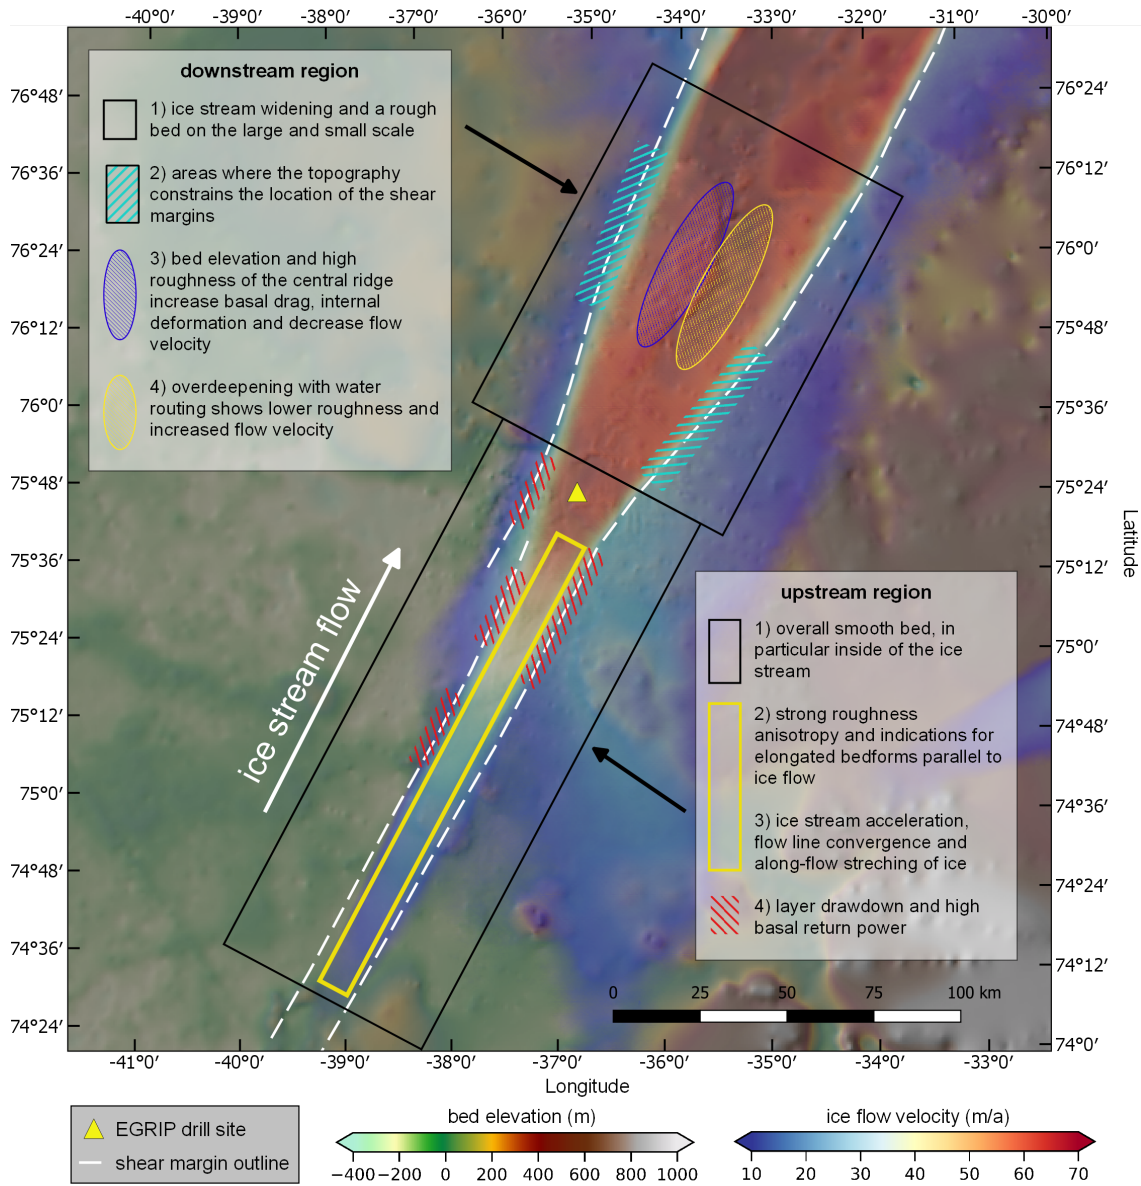 -40°0′ -39°0′ -38°0′ -37°0′ -36°0′ -35°0′ -34°0′ -33°0′ -32°0′ -31°0′ -30°0′
downstream region
1) ice stream widening and a rough
bed on the large and small scale
2) areas where the topography
constrains the location of the shear
margins
3) bed elevation and high
roughness of the central ridge
increase basal drag, internal
deformation and decrease flow
velocity
4) overdeepening with water
routing shows lower roughness and
increased flow velocity
76°48′
76°36′
76°24′
76°12′
76°0′
75°48′
75°36′
75°24′
75°12′
75°0′
74°48′
74°36′
74°24′
76°24′
76°12′
76°0′
75°48′
75°36′
75°24′
75°12′
75°0′
74°48′
74°36′
74°24′
74°12′
74°0′
Latitude
ice stream flow
upstream region
1) overall smooth bed, in
particular inside of the ice
stream
2) strong roughness
anisotropy and indications for
elongated bedforms parallel to
ice flow
3) ice stream acceleration,
flow line convergence and
along-flow streching of ice
4) layer drawdown and high
basal return power
0 25 50 75 100 km
-41°0′ -40°0′ -39°0′ -38°0′ -37°0′ -36°0′ -35°0′ -34°0′ -33°0′
Longitude
EGRIP drill site
shear margin outline
bed elevation (m)
−400 −200 0 200 400 600 800 1000
ice flow velocity (m/a)
10 20 30 40 50 60 70